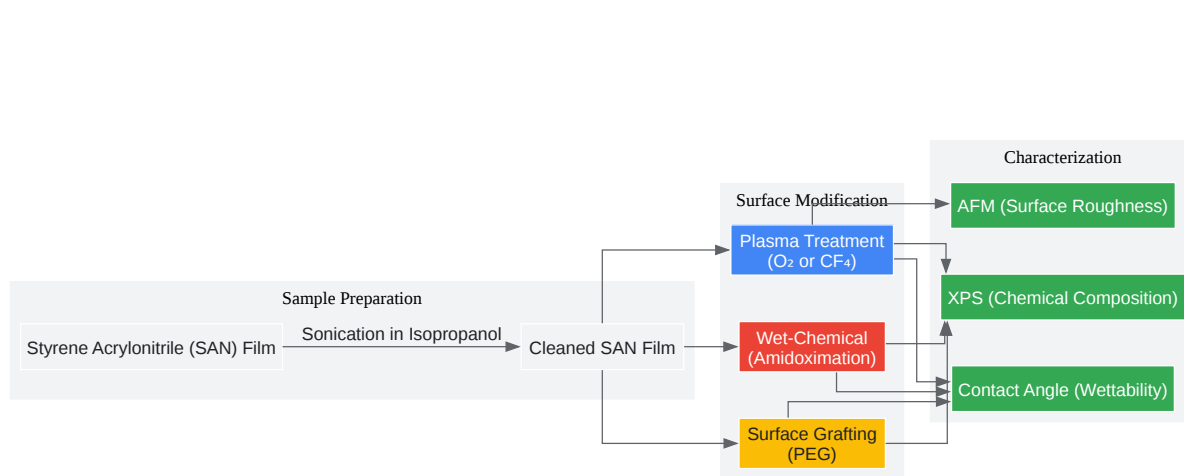 Sample Preparation
Styrene Acrylonitrile (SAN) Film
Sonication in Isopropanol
Cleaned SAN Film
Surface Modification
Plasma Treatment
(O₂ or CF₄)
Wet-Chemical
(Amidoximation)
Surface Grafting
(PEG)
Characterization
AFM (Surface Roughness)
XPS (Chemical Composition)
Contact Angle (Wettability)